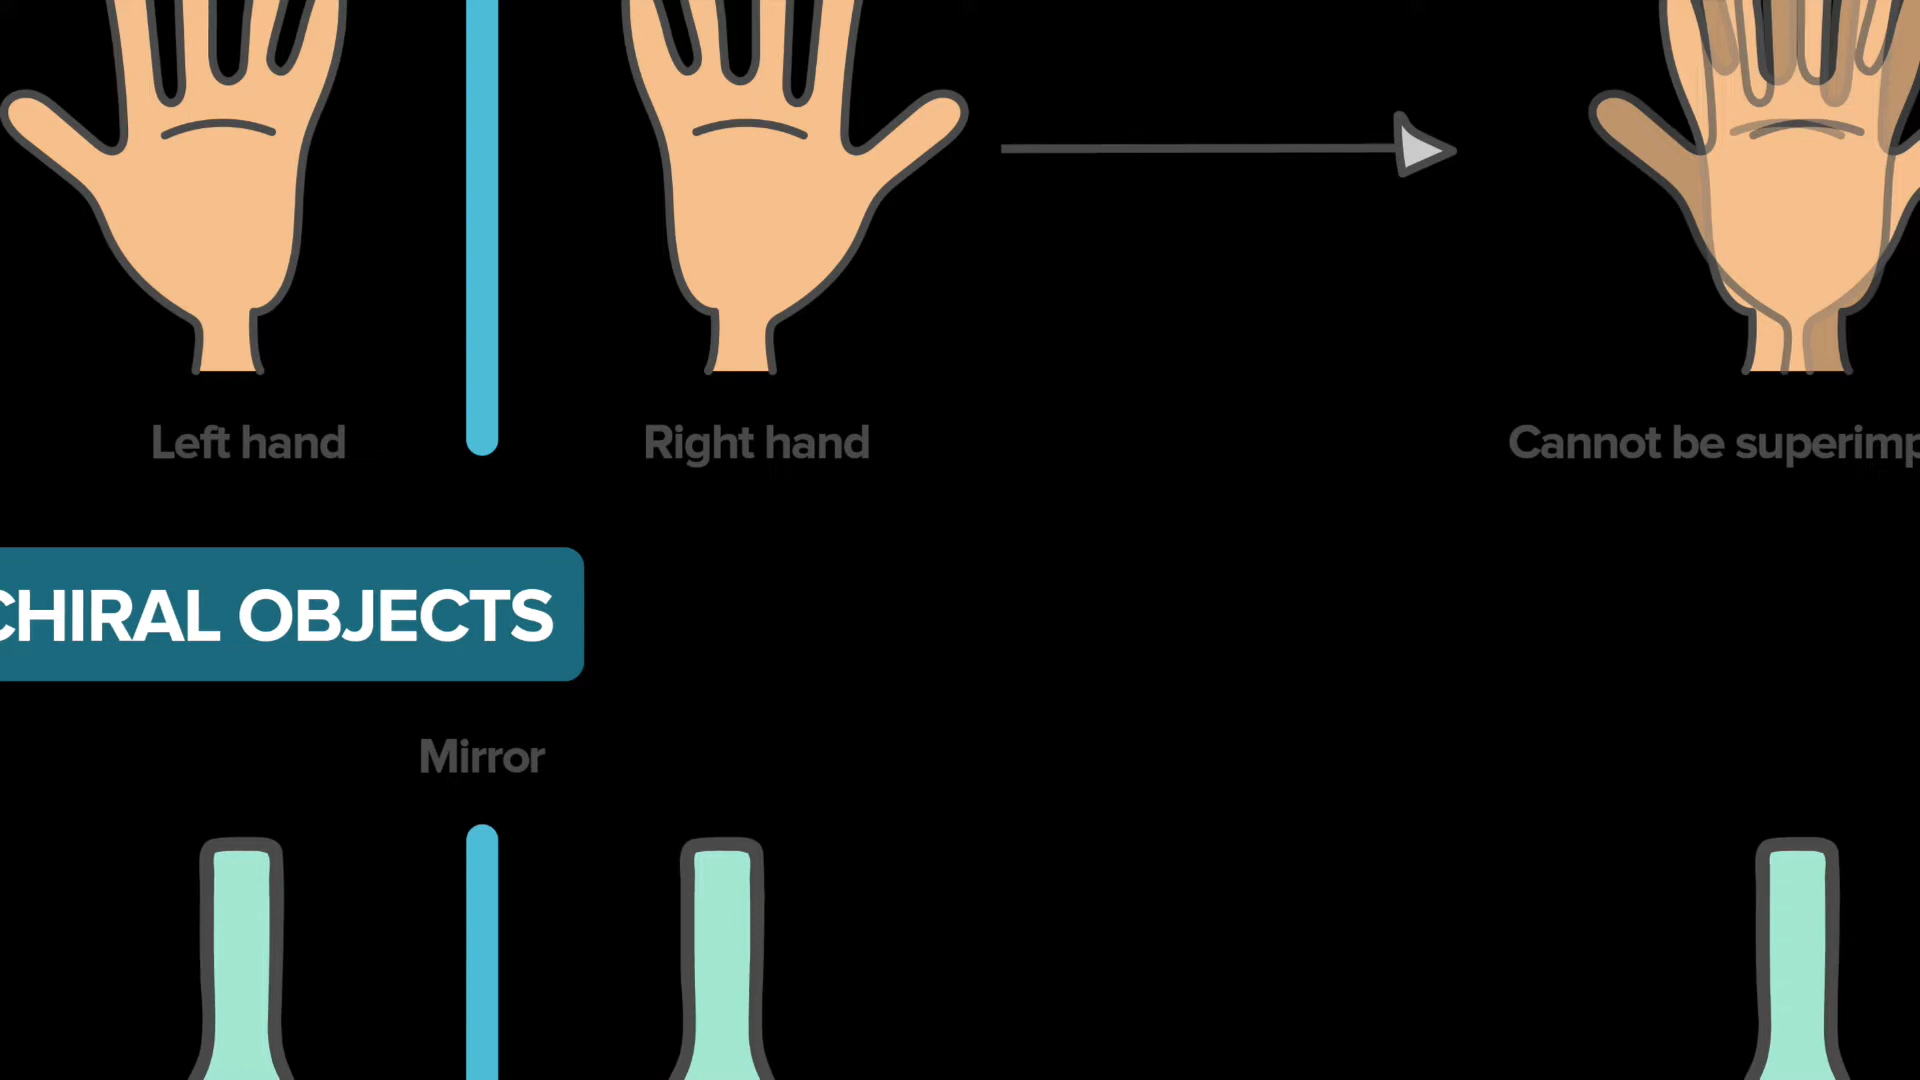 Left hand
Right hand
Cannot be superimp
CHIRAL OBJECTS
Mirror